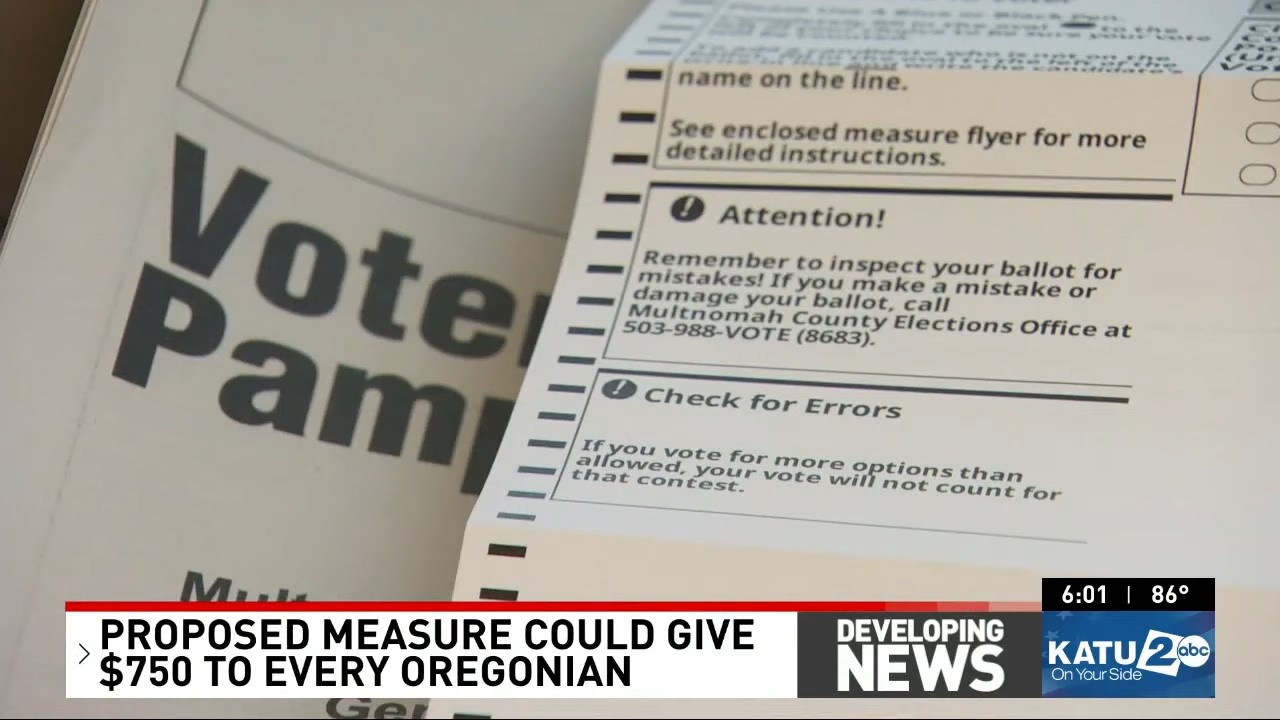 Voter
Pam
Mult
Gen
name on the line.
See enclosed measure flyer for more
detailed instructions.
Attention!
Remember to inspect your ballot for
mistakes! If you make a mistake or
damage your ballot, call
Multnomah County Elections Office at
503-988-VOTE (8683).
Check for Errors
If you vote for more options than
allowed, your vote will not count for
that contest.
PROPOSED MEASURE COULD GIVE
$750 TO EVERY OREGONIAN
DEVELOPING
NEWS
6:01 | 86°
KATU 2 abc
On Your Side